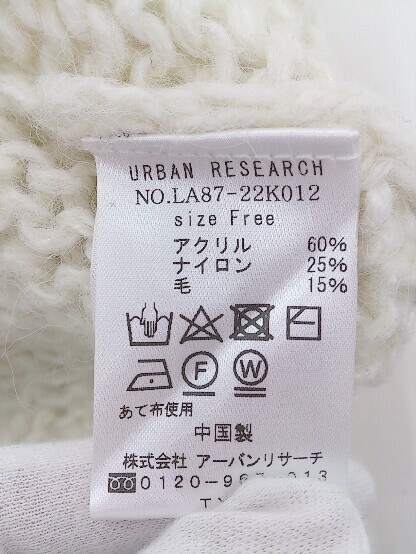 URBAN RESEARCH
NO.LA87-22K012
size Free
アクリル 60%
ナイロン 25%
毛 15%
F W
あて布使用
中国製
株式会社 アーバンリサーチ
0120-96